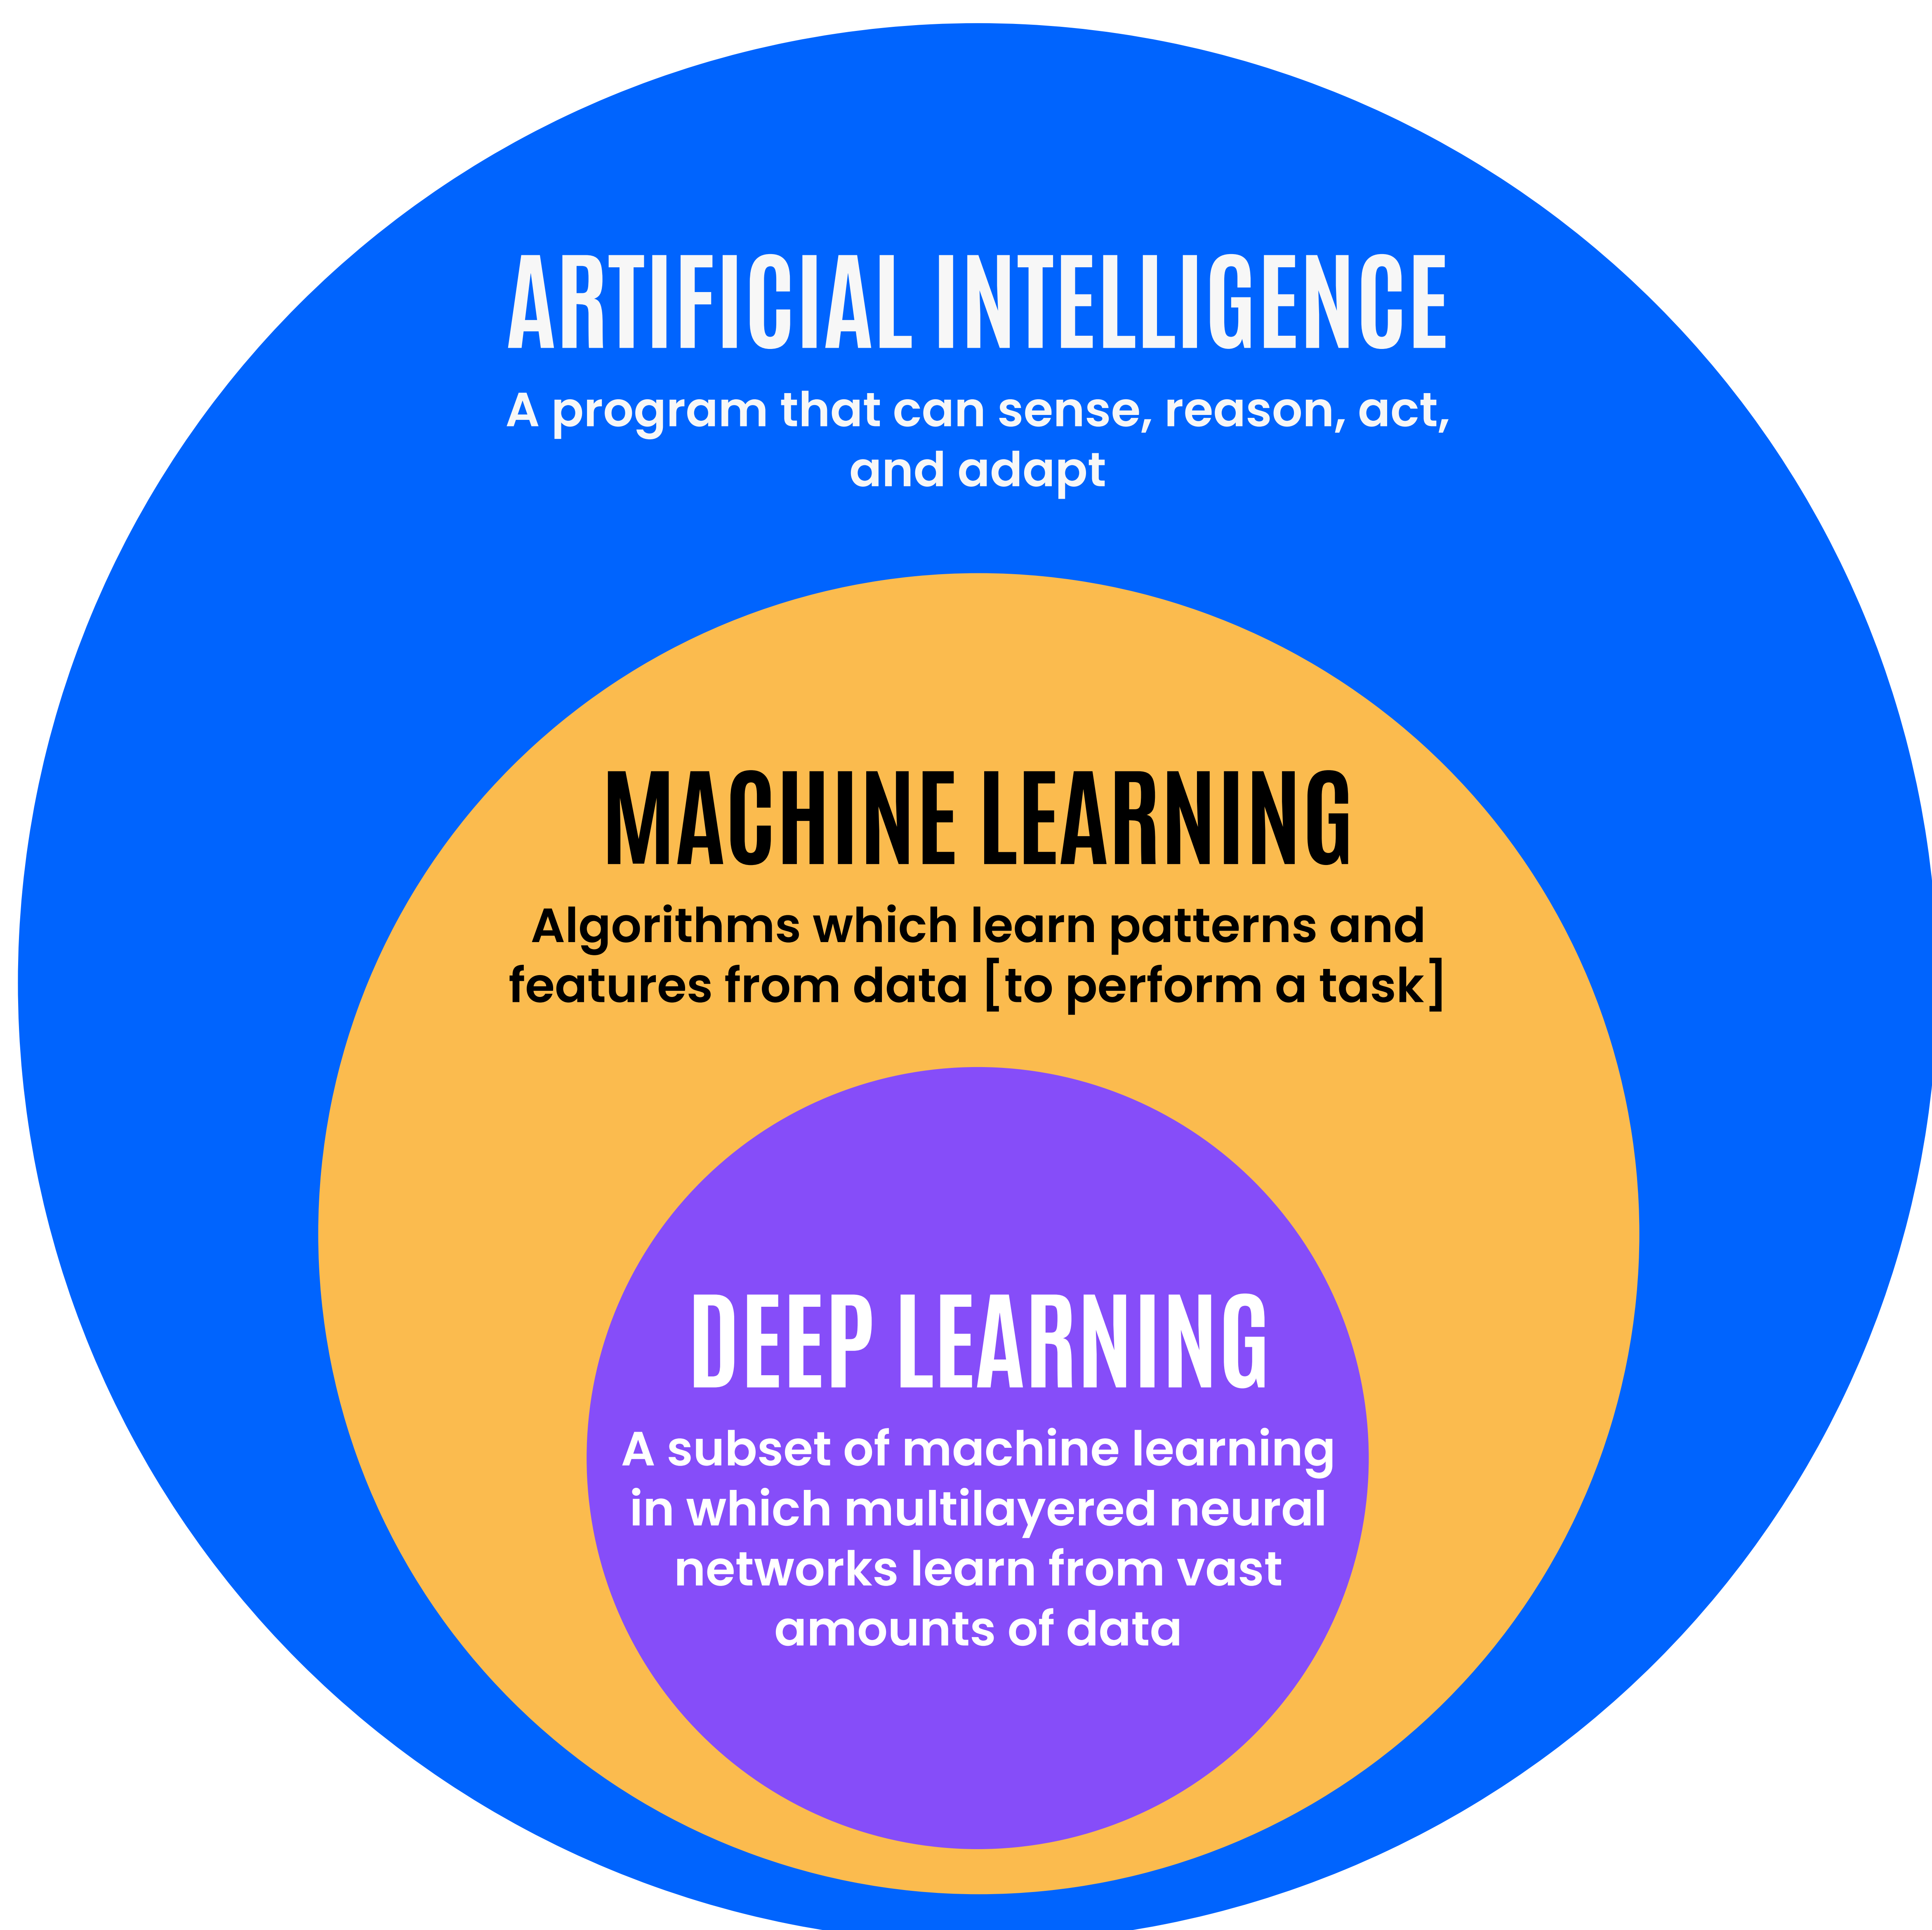 ARTIFICIAL INTELLIGENCE
A program that can sense, reason, act,
and adapt
MACHINE LEARNING
Algorithms which learn patterns and
features from data [to perform a task]
DEEP LEARNING
A subset of machine learning
in which multilayered neural
networks learn from vast
amounts of data